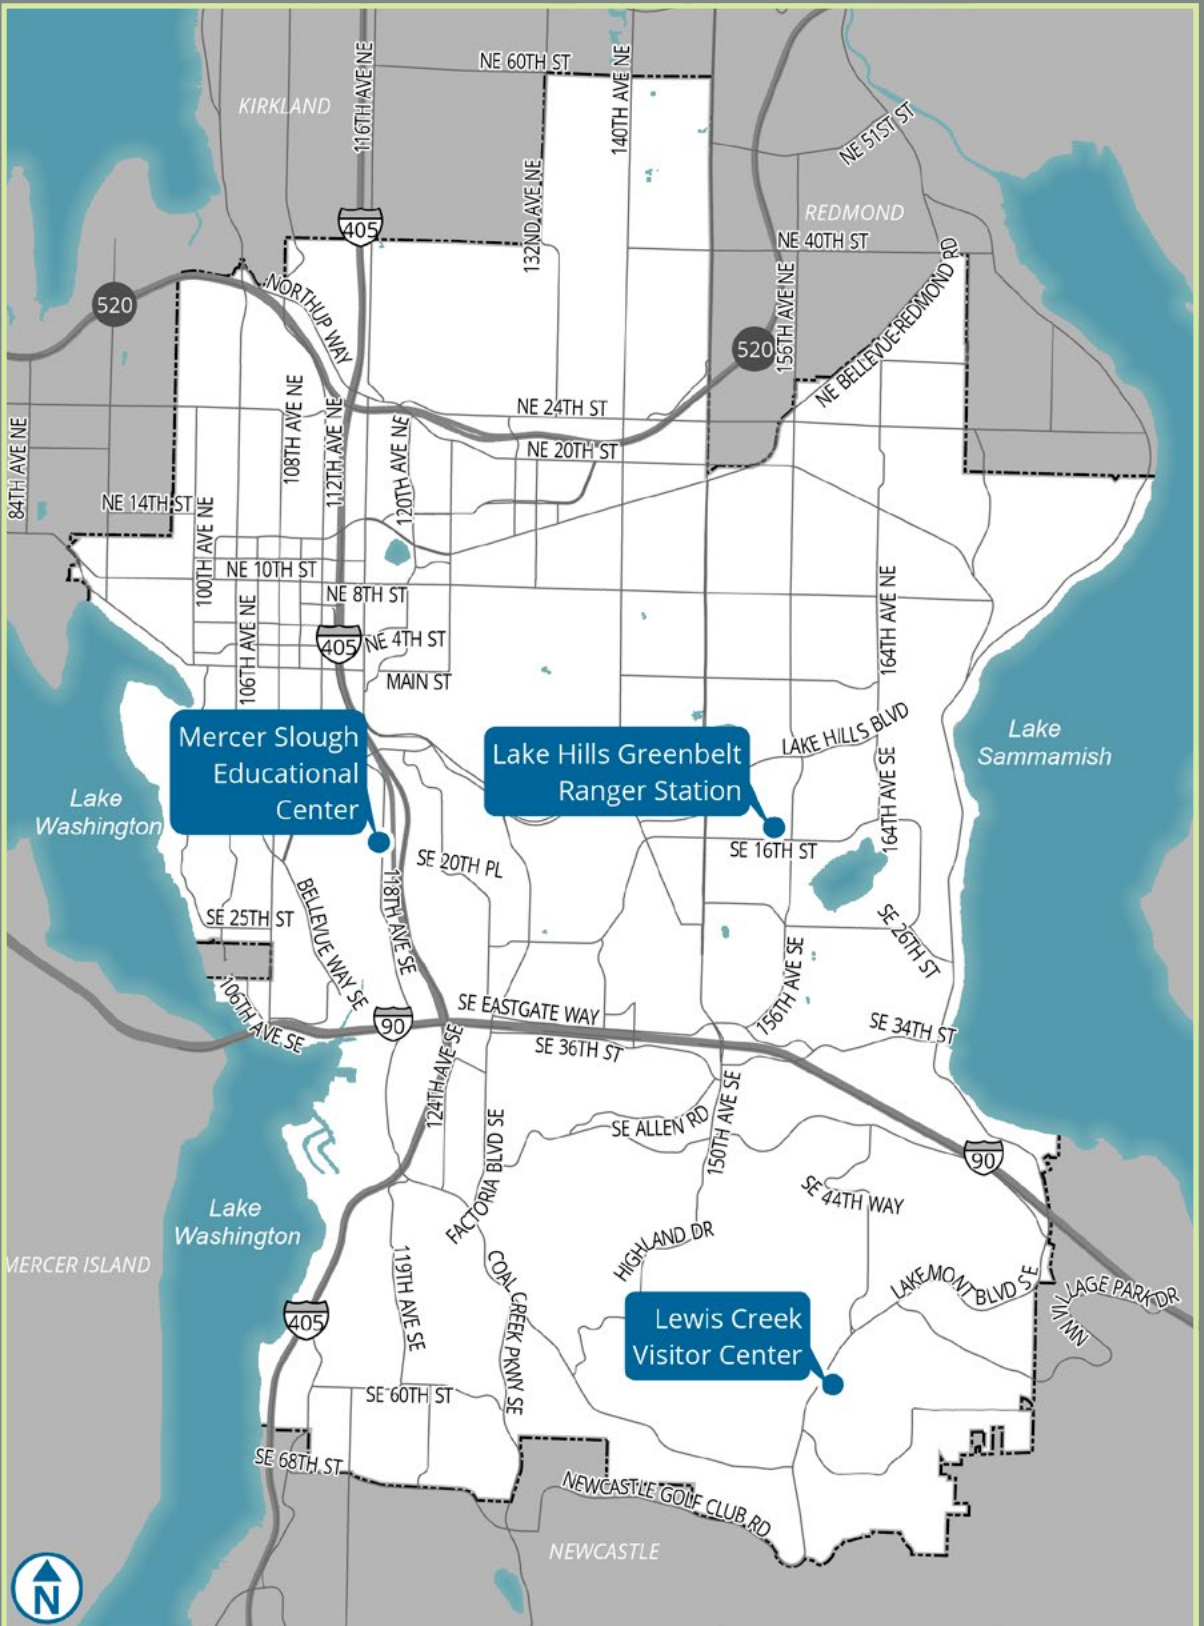 NE 60TH ST
116TH AVE NE
140TH AVE NE
KIRKLAND
NE 51ST ST
132ND AVE NE
REDMOND
405
NE 40TH ST
NE BELLEVUE-REDMOND RD
156TH AVE NE
520
NORTHUP WAY
520
108TH AVE NE
112TH AVE NE
NE 24TH ST
84TH AVE NE
120TH AVE NE
NE 20TH ST
NE 14TH ST
100TH AVE NE
NE 10TH ST
NE 8TH ST
164TH AVE NE
106TH AVE NE
405
NE 4TH ST
MAIN ST
Mercer Slough
Educational
Center
Lake Hills Greenbelt
Ranger Station
LAKE HILLS BLVD
Lake
Sammamish
164TH AVE SE
Lake
Washington
SE 16TH ST
SE 20TH PL
118TH AVE SE
BELLEVUE WAY SE
SE 25TH ST
SE 26TH ST
156TH AVE SE
106TH AVE SE
90
SE EASTGATE WAY
SE 34TH ST
SE 36TH ST
124TH AVE SE
150TH AVE SE
SE ALLEN RD
FACTORIA BLVD SE
90
SE 44TH WAY
Lake
Washington
HIGHLAND DR
MERCER ISLAND
119TH AVE SE
COAL CREEK PKWY SE
LAKEMONT BLVD SE
NW VILLAGE PARK DR
405
Lewis Creek
Visitor Center
SE 60TH ST
SE 68TH ST
NEWCASTLE GOLF CLUB RD
NEWCASTLE
N